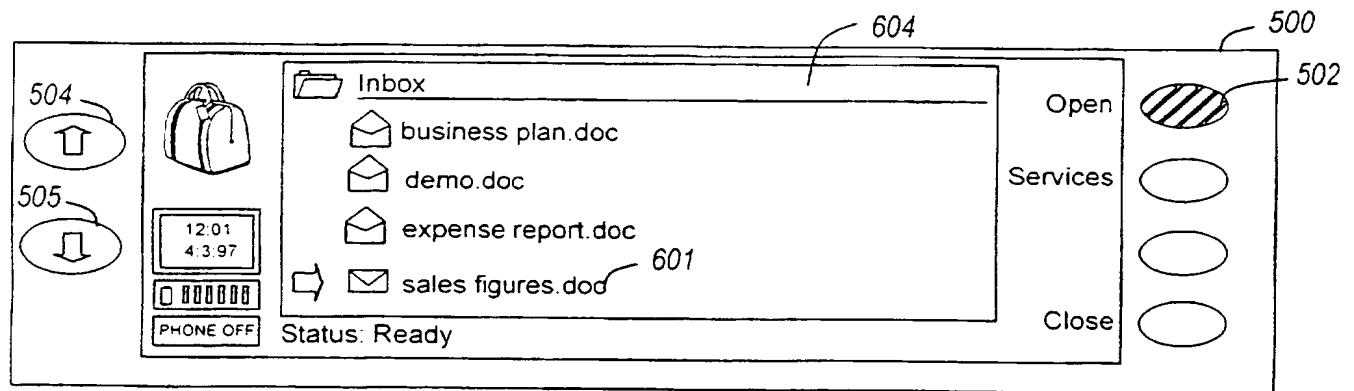 604
500
502
504
505
12:01
4:3:97
PHONE OFF
Inbox
business plan.doc
demo.doc
expense report.doc
sales figures.doc
601
Status: Ready
Open
Services
Close